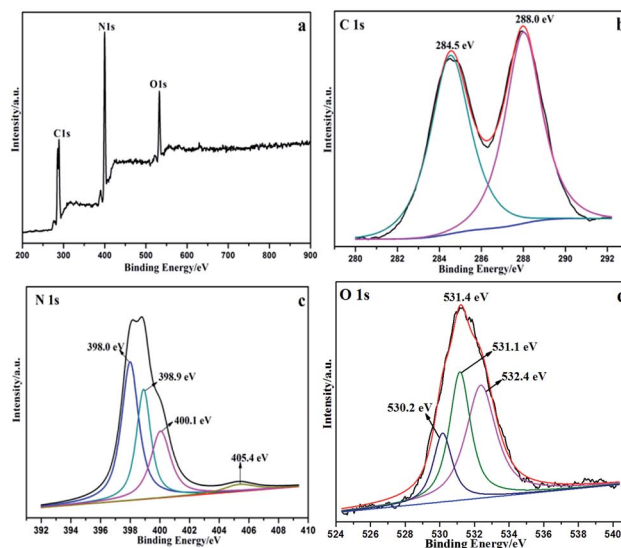 a
N1s
O1s
C1s
Intensity/a.u.
200 300 400 500 600 700 800 900
Binding Energy/eV
C 1s
b
284.5 eV
288.0 eV
Intensity/a.u.
280 282 284 286 288 290 292
Binding Energy/eV
N 1s
c
398.0 eV
398.9 eV
400.1 eV
405.4 eV
Intensity/a.u.
392 394 396 398 400 402 404 406 408 410
Binding Energy/eV
O 1s
d
531.4 eV
531.1 eV
532.4 eV
530.2 eV
Intensity/a.u.
524 526 528 530 532 534 536 538 540
Binding Energy/eV